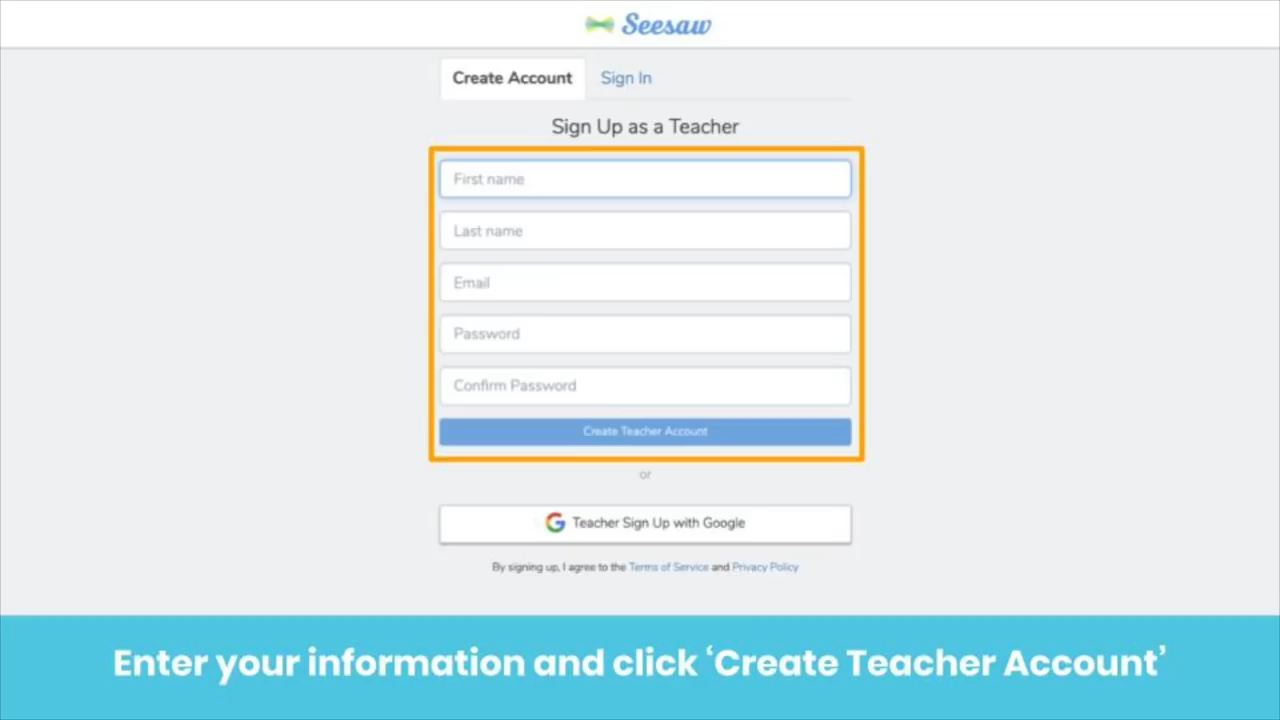 Seesaw
Create Account Sign In
Sign Up as a Teacher
First name
Last name
Email
Password
Confirm Password
Create Teacher Account
or
Teacher Sign Up with Google
By signing up, I agree to the Terms of Service and Privacy Policy
Enter your information and click ‘Create Teacher Account’